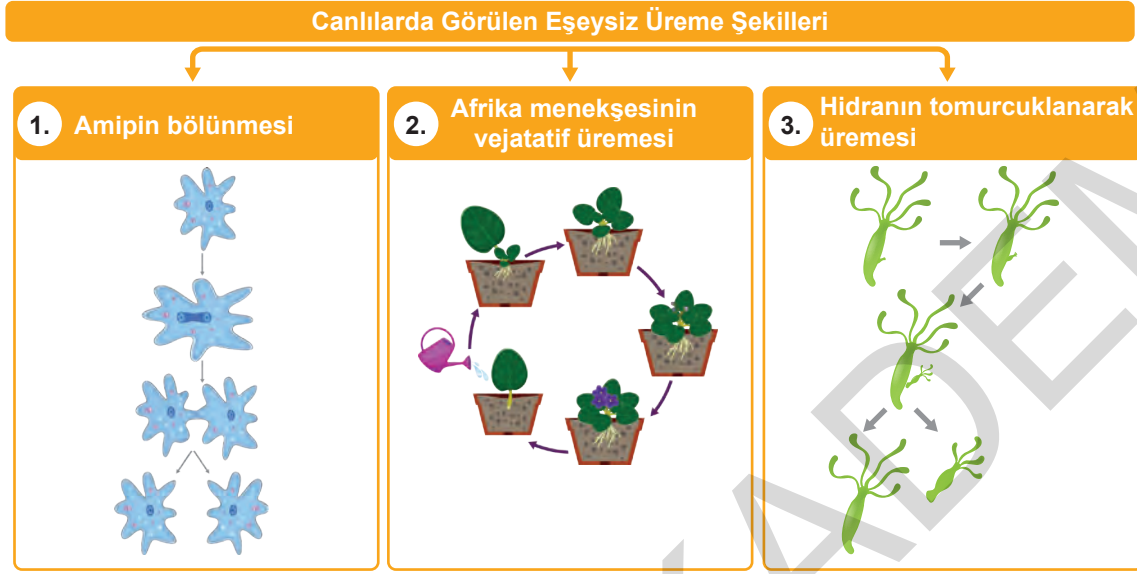 Canlılarda Görülen Eşeysiz Üreme Şekilleri
1. Amipin bölünmesi
2. Afrika menekşesinin
vejatatif üremesi
3. Hidranın tomurcuklanarak
üremesi